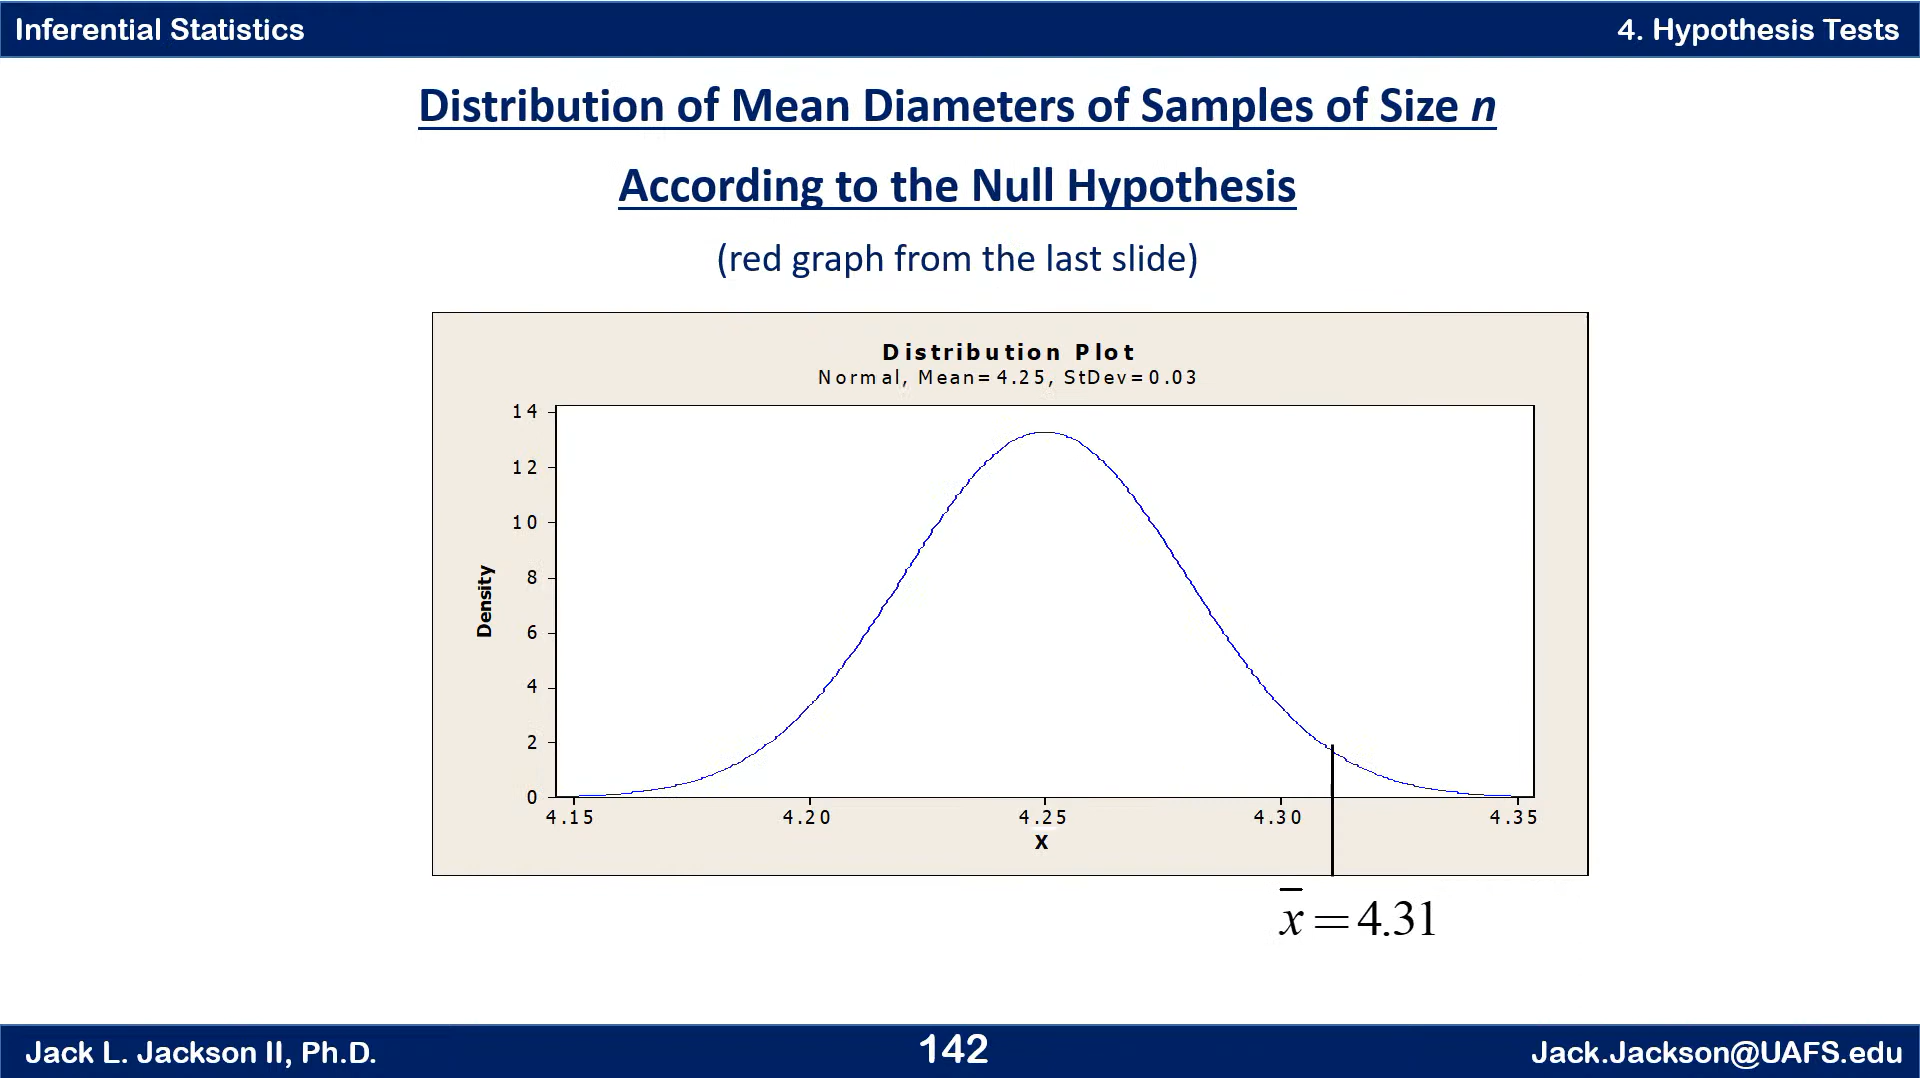 Inferential Statistics
4. Hypothesis Tests
Distribution of Mean Diameters of Samples of Size n
According to the Null Hypothesis
(red graph from the last slide)
Distribution Plot
Normal, Mean=4.25, StDev=0.03
14
12
10
8
6
4
2
0
Density
4.15 4.20 4.25 4.30 4.35
X
x̄ = 4.31
Jack L. Jackson II, Ph.D.
142
Jack.Jackson@UAFS.edu